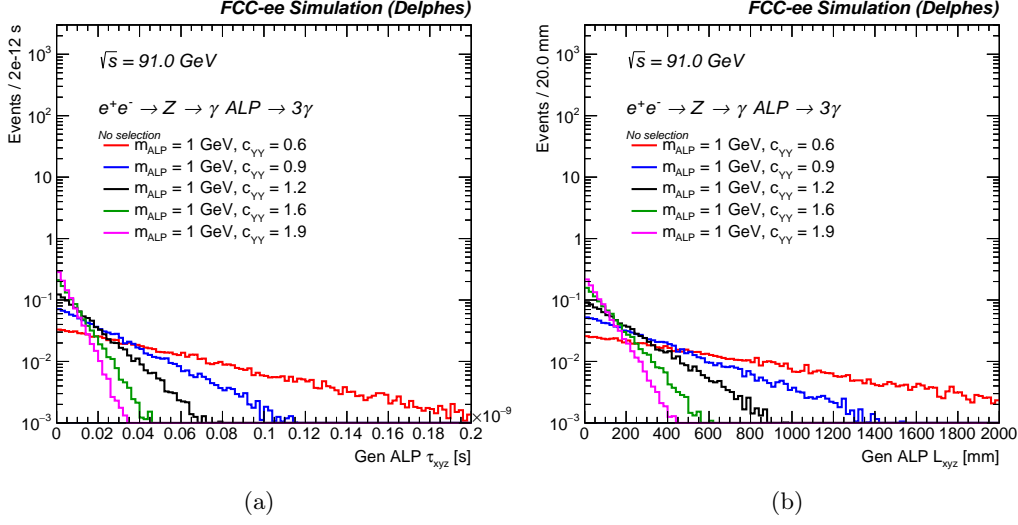 FCC-ee Simulation (Delphes)
Events / 2e-12 s
√s = 91.0 GeV
e⁺e⁻ → Z → γ ALP → 3γ
No selection
m_ALP = 1 GeV, c_YY = 0.6
m_ALP = 1 GeV, c_YY = 0.9
m_ALP = 1 GeV, c_YY = 1.2
m_ALP = 1 GeV, c_YY = 1.6
m_ALP = 1 GeV, c_YY = 1.9
10³
10²
10
1
10⁻¹
10⁻²
10⁻³
0 0.02 0.04 0.06 0.08 0.1 0.12 0.14 0.16 0.18 0.2
×10⁻⁹
Gen ALP τ_xyz [s]
(a)
FCC-ee Simulation (Delphes)
Events / 20.0 mm
√s = 91.0 GeV
e⁺e⁻ → Z → γ ALP → 3γ
No selection
m_ALP = 1 GeV, c_YY = 0.6
m_ALP = 1 GeV, c_YY = 0.9
m_ALP = 1 GeV, c_YY = 1.2
m_ALP = 1 GeV, c_YY = 1.6
m_ALP = 1 GeV, c_YY = 1.9
10³
10²
10
1
10⁻¹
10⁻²
10⁻³
0 200 400 600 800 1000 1200 1400 1600 1800 2000
Gen ALP L_xyz [mm]
(b)